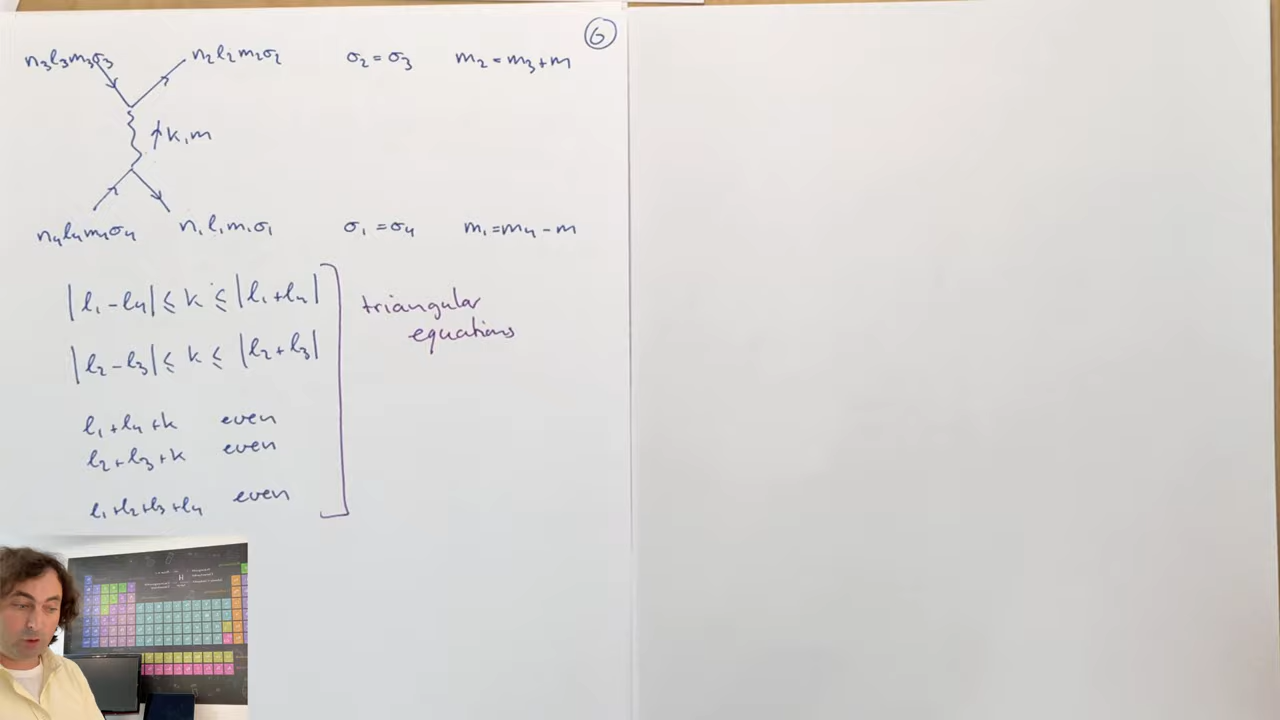 6
n₃l₃m₃σ₃ n₂l₂m₂σ₂ σ₂=σ₃ m₂=m₃+m
k,m
n₄l₄m₄σ₄ n₁l₁m₁σ₁ σ₁=σ₄ m₁=m₄-m
|l₁-l₄| ≤ k ≤ |l₁+l₄|
triangular
equations
|l₂-l₃| ≤ k ≤ |l₂+l₃|
l₁+l₄+k even
l₂+l₃+k even
l₁+l₂+l₃+l₄ even